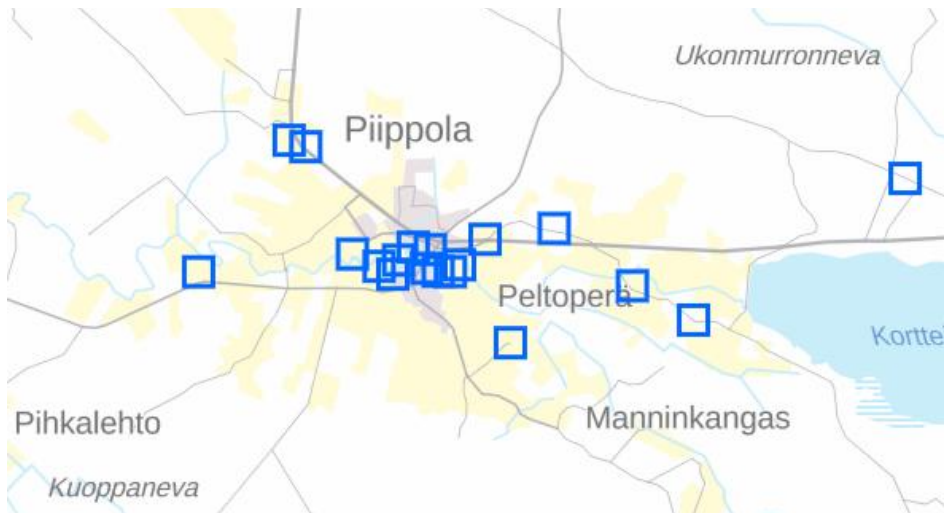 Ukonmurronneva
Piippola
Peltoperä
Kortte
Manninkangas
Pihkalehto
Kuoppaneva